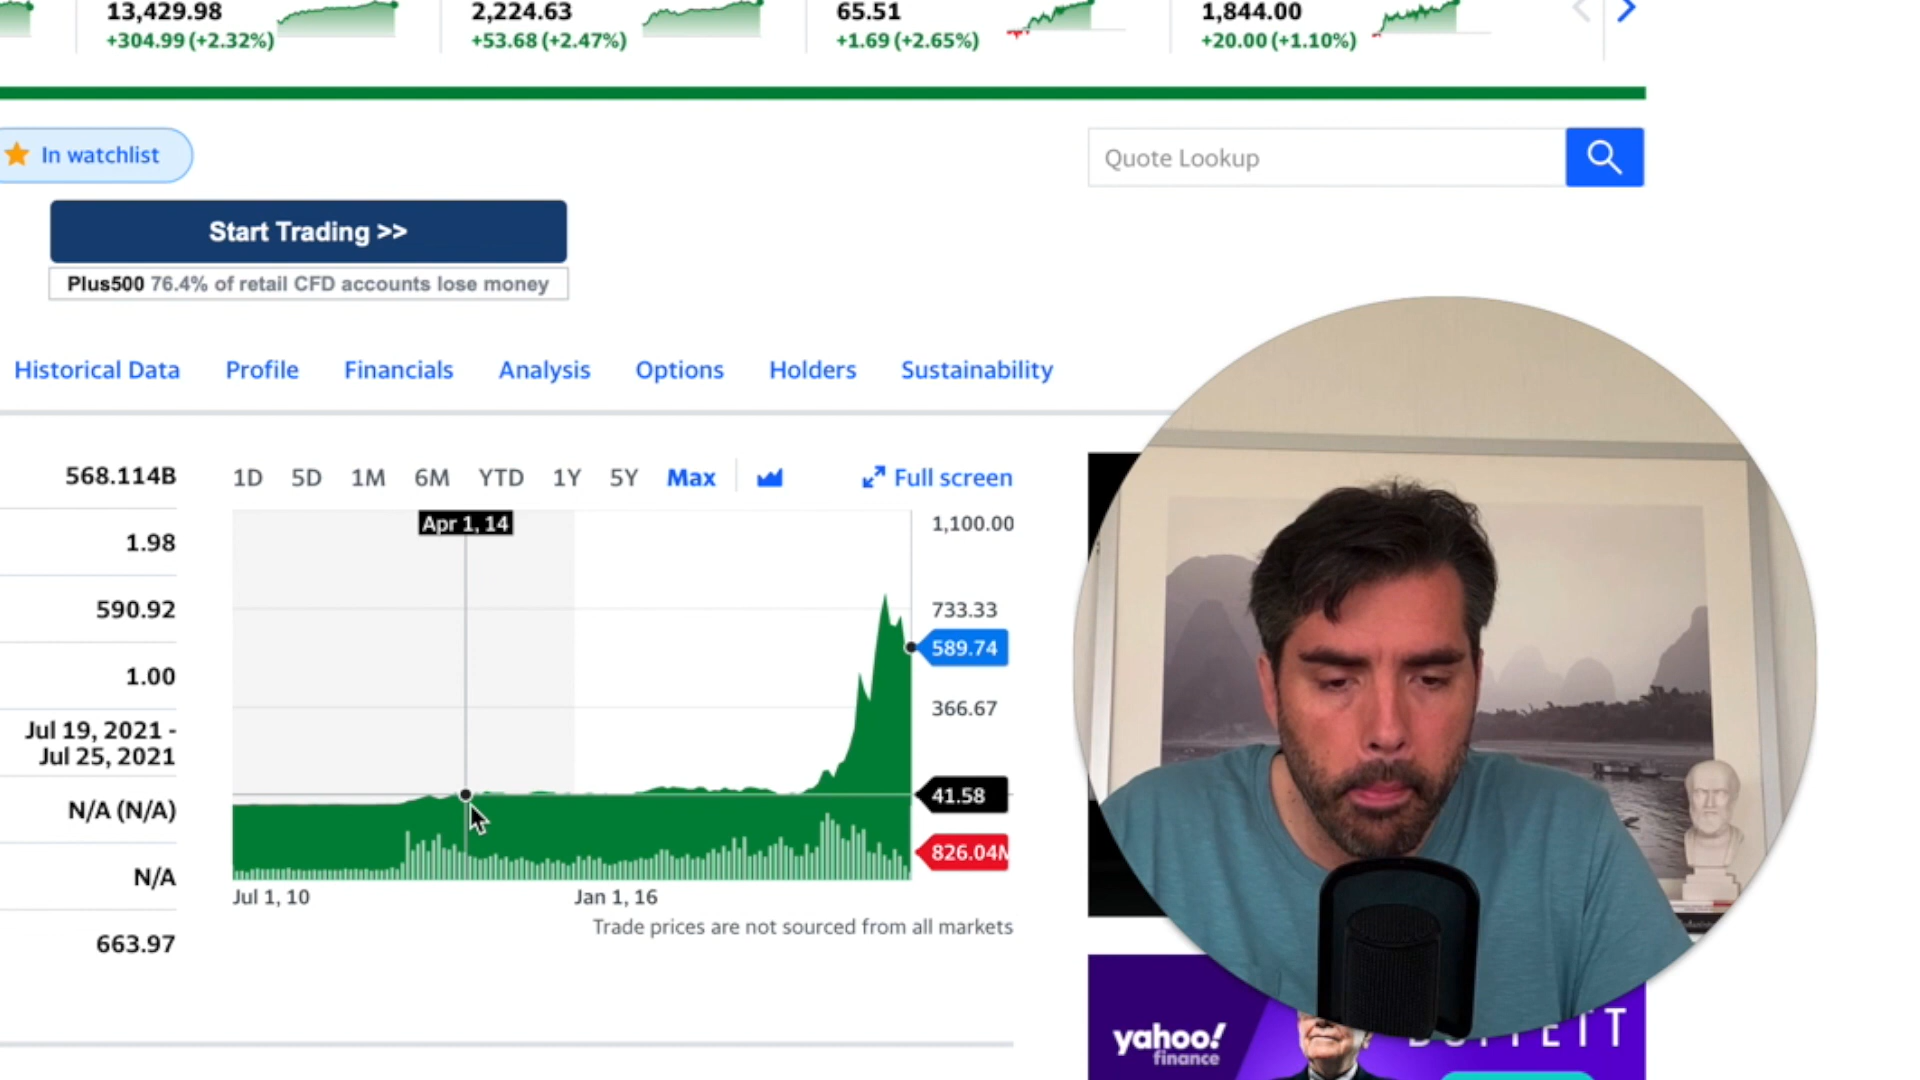 13,429.98
+304.99 (+2.32%)
2,224.63
+53.68 (+2.47%)
65.51
+1.69 (+2.65%)
1,844.00
+20.00 (+1.10%)
In watchlist
Quote Lookup
Start Trading >>
Plus500 76.4% of retail CFD accounts lose money
Historical Data
Profile
Financials
Analysis
Options
Holders
Sustainability
568.114B
1.98
590.92
1.00
Jul 19, 2021 -
Jul 25, 2021
N/A (N/A)
N/A
663.97
1D 5D 1M 6M YTD 1Y 5Y Max
Full screen
Apr 1, 14
1,100.00
733.33
589.74
366.67
41.58
826.04M
Jul 1, 10
Jan 1, 16
Trade prices are not sourced from all markets
yahoo!
finance